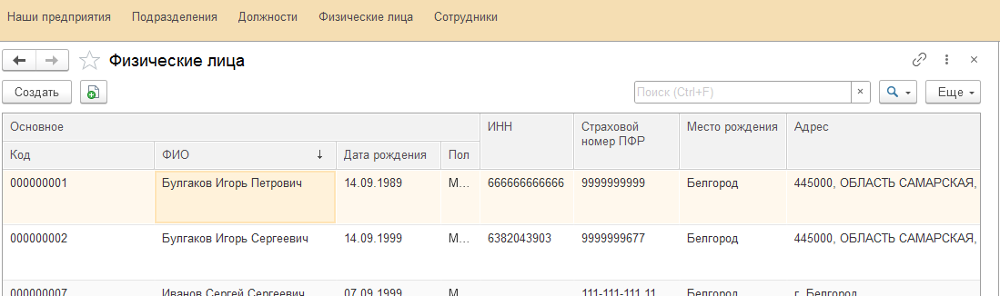 Наши предприятия Подразделения Должности Физические лица Сотрудники
Физические лица
Создать Поиск (Ctrl+F) Еще
Основное ИНН Страховой номер ПФР Место рождения Адрес
Код ФИО Дата рождения Пол
000000001 Булгаков Игорь Петрович 14.09.1989 М... 666666666666 9999999999 Белгород 445000, ОБЛАСТЬ САМАРСКАЯ,
000000002 Булгаков Игорь Сергеевич 14.09.1999 М... 6382043903 9999999677 Белгород 445000, ОБЛАСТЬ САМАРСКАЯ,
000000007 Иванов Сергей Сергеевич 07.09.1999 М 111-111-111 11 Белгород г. Белгород